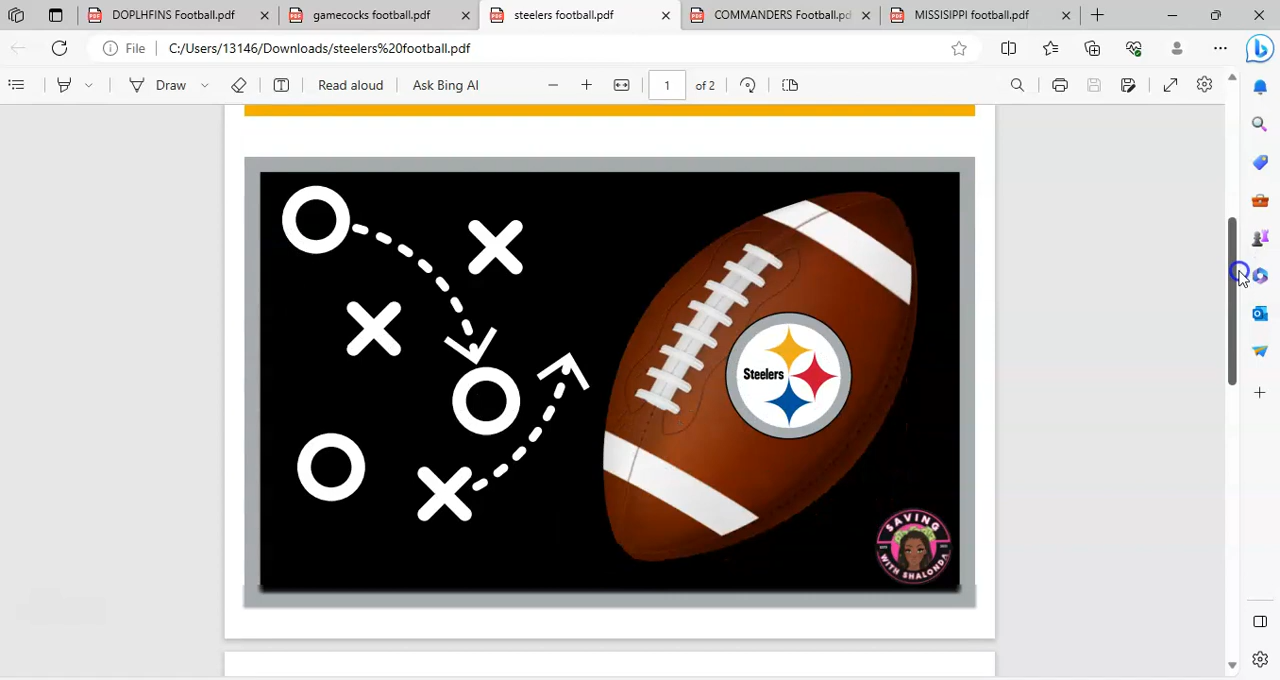 DOPLHFINS Football.pdf
gamecocks football.pdf
steelers football.pdf
COMMANDERS Football.pd
MISSISIPPI football.pdf
File
C:/Users/13146/Downloads/steelers%20football.pdf
Draw
Read aloud
Ask Bing AI
1
of 2
Steelers
SAVING
WITH SHALONDA